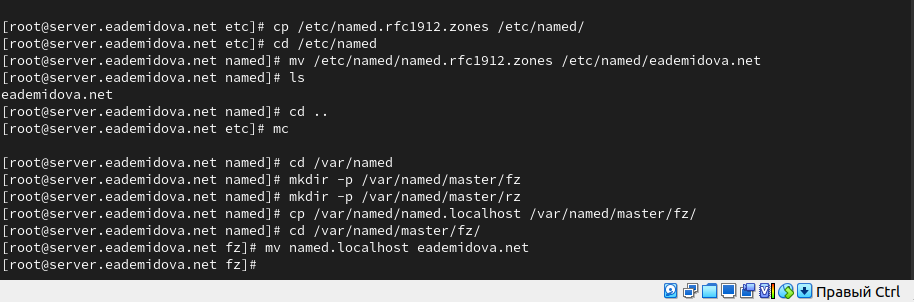 [root@server.eademidova.net etc]# cp /etc/named.rfc1912.zones /etc/named/
[root@server.eademidova.net etc]# cd /etc/named
[root@server.eademidova.net named]# mv /etc/named/named.rfc1912.zones /etc/named/eademidova.net
[root@server.eademidova.net named]# ls
eademidova.net
[root@server.eademidova.net named]# cd ..
[root@server.eademidova.net etc]# mc
[root@server.eademidova.net named]# cd /var/named
[root@server.eademidova.net named]# mkdir -p /var/named/master/fz
[root@server.eademidova.net named]# mkdir -p /var/named/master/rz
[root@server.eademidova.net named]# cp /var/named/named.localhost /var/named/master/fz/
[root@server.eademidova.net named]# cd /var/named/master/fz/
[root@server.eademidova.net fz]# mv named.localhost eademidova.net
[root@server.eademidova.net fz]#
Правый Ctrl